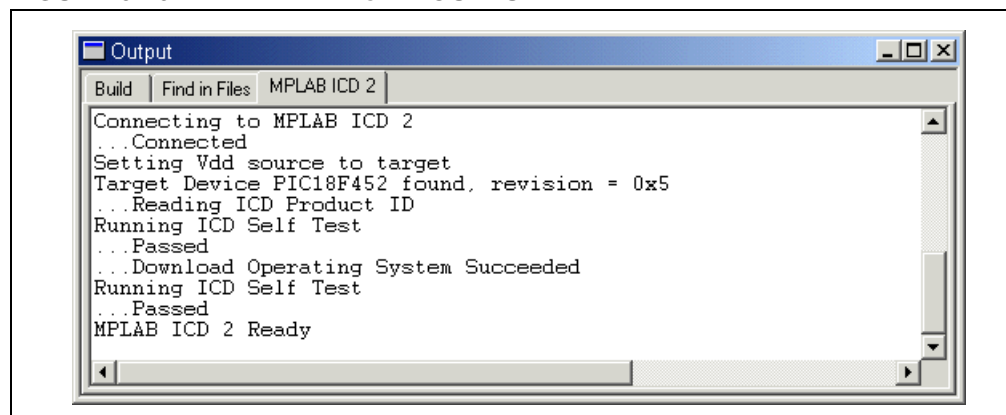 Output
Build
Find in Files
MPLAB ICD 2
Connecting to MPLAB ICD 2
...Connected
Setting Vdd source to target
Target Device PIC18F452 found, revision = 0x5
...Reading ICD Product ID
Running ICD Self Test
...Passed
...Download Operating System Succeeded
Running ICD Self Test
...Passed
MPLAB ICD 2 Ready